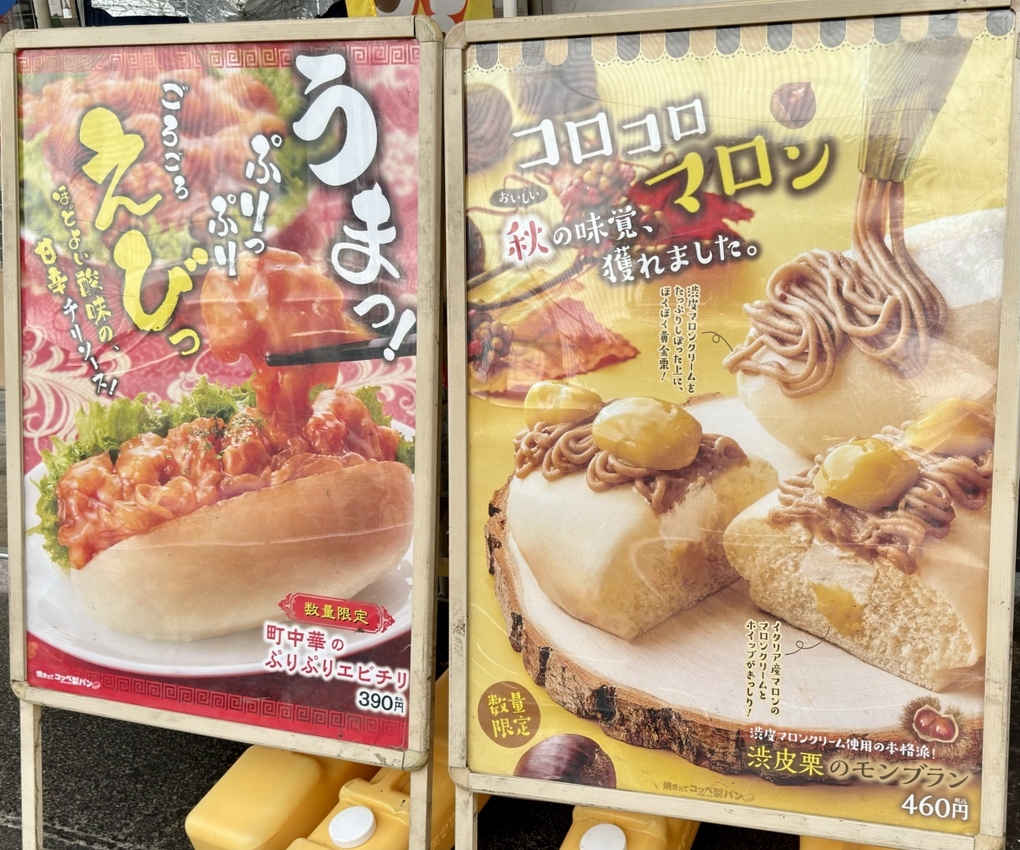 うまっ!
ぷりっ
ぷりり
ごろごろ
えびっ
ほどよい酸味の、
甘辛チリソース!
数量限定
町中華の
ぷりぷりエビチリ
390円
税込
焼きたてコッペ製パン
コロコロ
マロン
おいしい
秋の味覚、
獲れました。
渋皮マロンクリームを
たっぷりしぼった上に、
ほくほく黄金栗!
イタリア産マロンの
マロンクリームと
ホイップがぎっしり!
数量
限定
渋皮マロンクリーム使用の本格派!
渋皮栗のモンブラン
460円
税込
焼きたてコッペ製パン